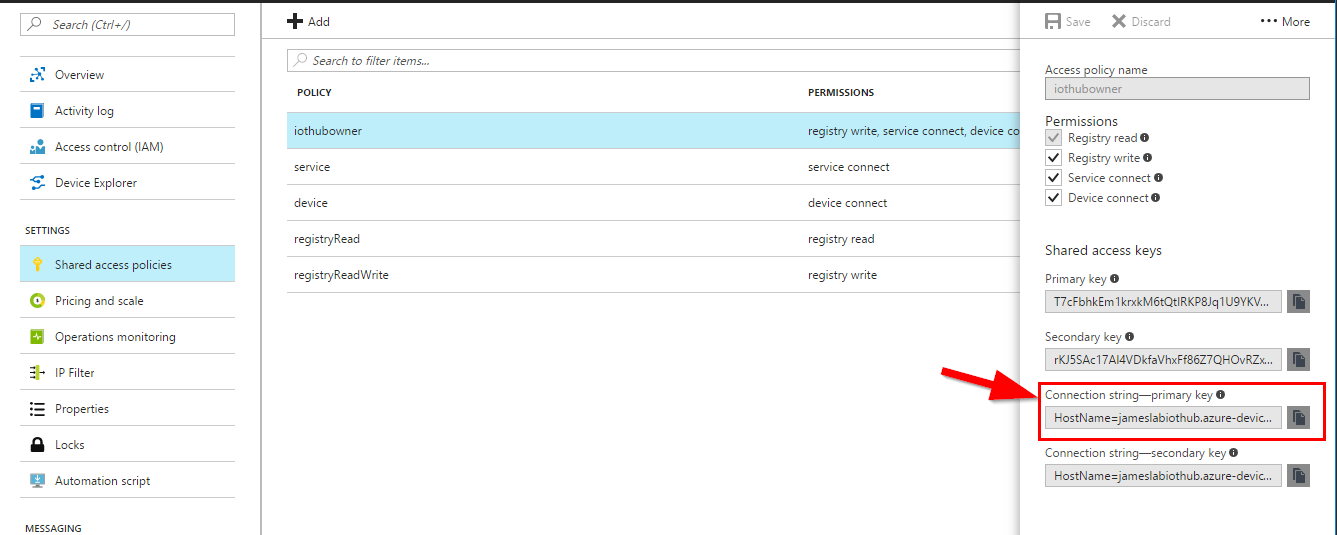 Search (Ctrl+/)
Overview
Activity log
Access control (IAM)
Device Explorer
SETTINGS
Shared access policies
Pricing and scale
Operations monitoring
IP Filter
Properties
Locks
Automation script
MESSAGING
Add
Search to filter items...
POLICY PERMISSIONS
iothubowner registry write, service connect, device co
service service connect
device device connect
registryRead registry read
registryReadWrite registry write
Save Discard ••• More
Access policy name
iothubowner
Permissions
Registry read
Registry write
Service connect
Device connect
Shared access keys
Primary key
T7cFbhkEm1krxkM6tQtIRKP8Jq1U9YKV...
Secondary key
rKJ5SAc17AI4VDkfaVhxFf86Z7QHOvRZx...
Connection string—primary key
HostName=jameslabiothub.azure-devic...
Connection string—secondary key
HostName=jameslabiothub.azure-devic...